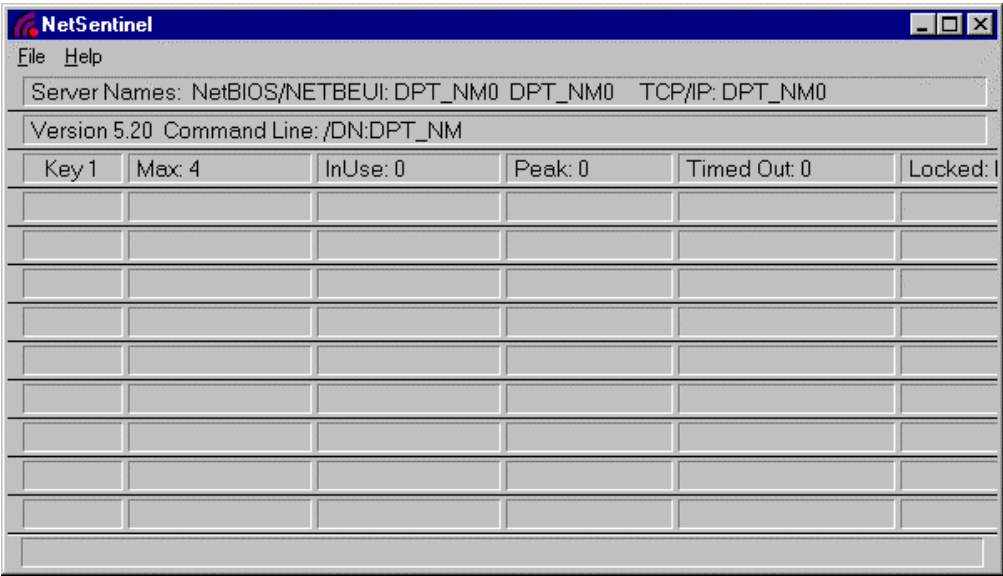 NetSentinel
File Help
Server Names: NetBIOS/NETBEUI: DPT_NM0 DPT_NM0 TCP/IP: DPT_NM0
Version 5.20 Command Line: /DN:DPT_NM
Key 1 Max: 4 InUse: 0 Peak: 0 Timed Out: 0 Locked: